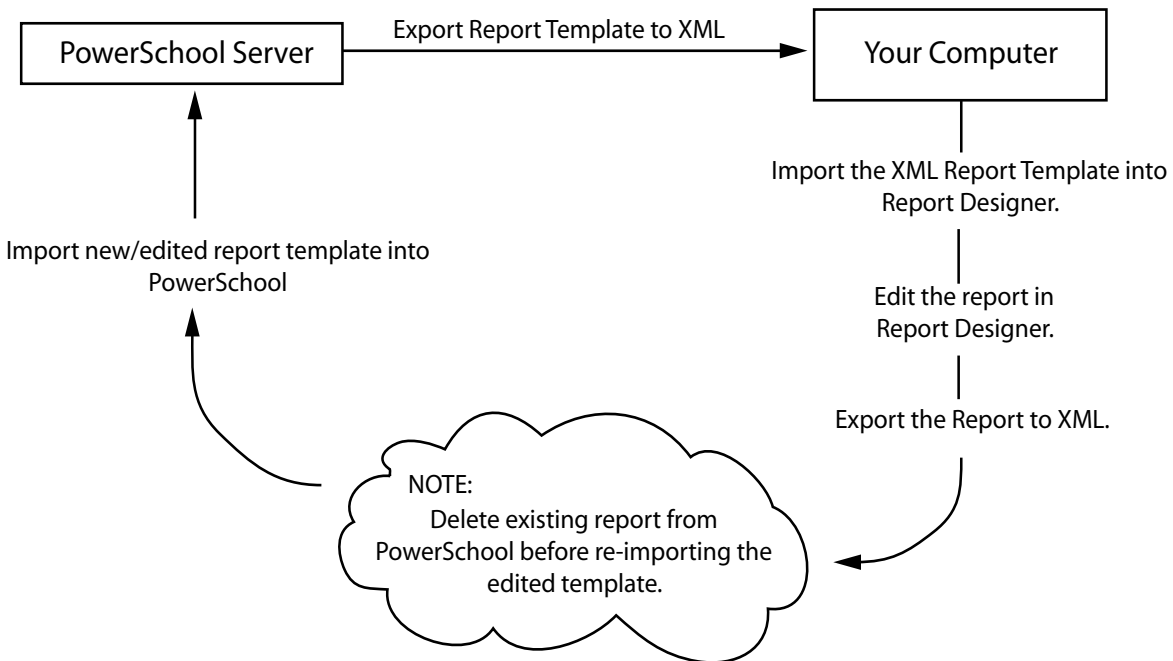 PowerSchool Server
Export Report Template to XML
Your Computer
Import the XML Report Template into
Report Designer.
Edit the report in
Report Designer.
Export the Report to XML.
NOTE:
Delete existing report from
PowerSchool before re-importing the
edited template.
Import new/edited report template into
PowerSchool